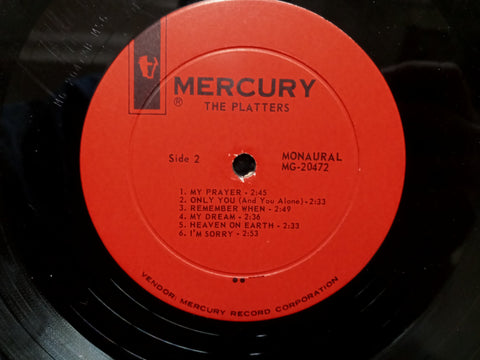 MERCURY
®
THE PLATTERS
Side 2
MONAURAL
MG-20472
1. MY PRAYER - 2:45
2. ONLY YOU (And You Alone) - 2:33
3. REMEMBER WHEN - 2:49
4. MY DREAM - 2:36
5. HEAVEN ON EARTH - 2:33
6. I'M SORRY - 2:53
VENDOR: MERCURY RECORD CORPORATION